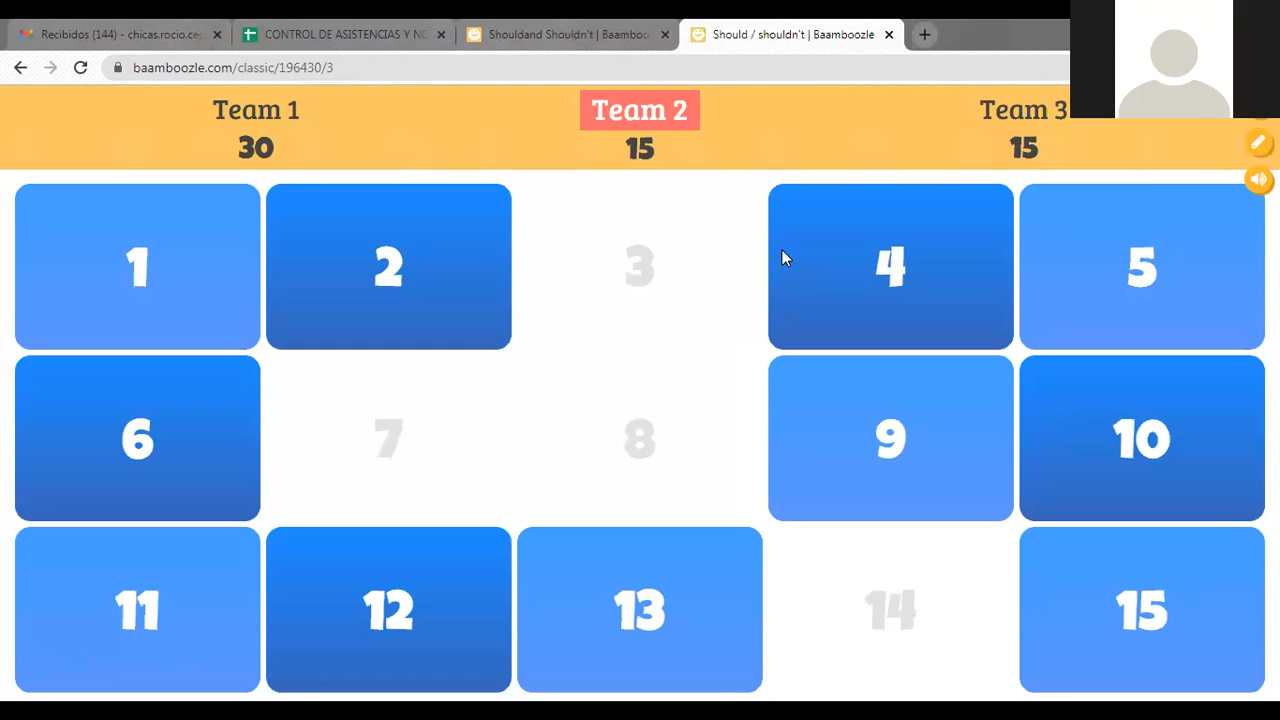 Recibidos (144) - chicas.rocio.ce
CONTROL DE ASISTENCIAS Y NO
Shouldand Shouldn't | Baamboo
Should / shouldn't | Baamboozle
baamboozle.com/classic/196430/3
Team 1
Team 2
Team 3
30
15
15
1
2
3
4
5
6
7
8
9
10
11
12
13
14
15